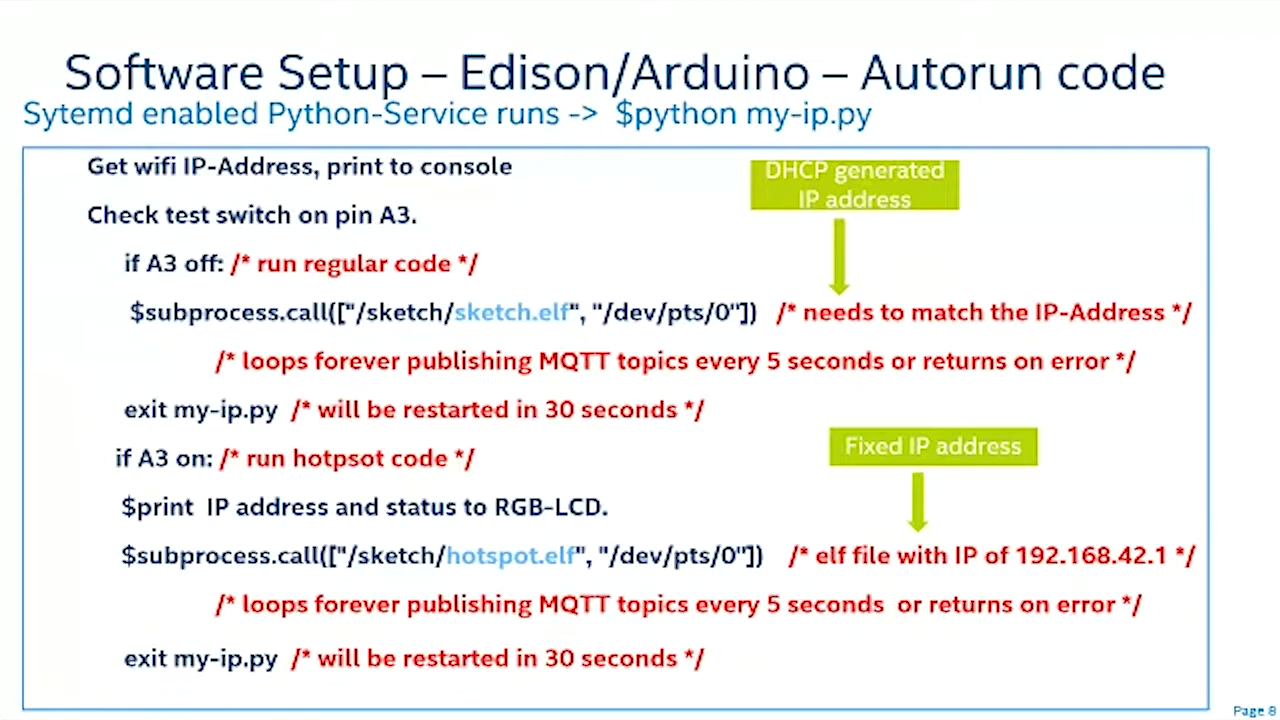 Software Setup – Edison/Arduino – Autorun code
Sytemd enabled Python-Service runs -> $python my-ip.py
Get wifi IP-Address, print to console
DHCP generated
IP address
Check test switch on pin A3.
if A3 off: /* run regular code */
$subprocess.call(["/sketch/sketch.elf", "/dev/pts/0"]) /* needs to match the IP-Address */
/* loops forever publishing MQTT topics every 5 seconds or returns on error */
exit my-ip.py /* will be restarted in 30 seconds */
Fixed IP address
if A3 on: /* run hotpsot code */
$print IP address and status to RGB-LCD.
$subprocess.call(["/sketch/hotspot.elf", "/dev/pts/0"]) /* elf file with IP of 192.168.42.1 */
/* loops forever publishing MQTT topics every 5 seconds or returns on error */
exit my-ip.py /* will be restarted in 30 seconds */
Page 8